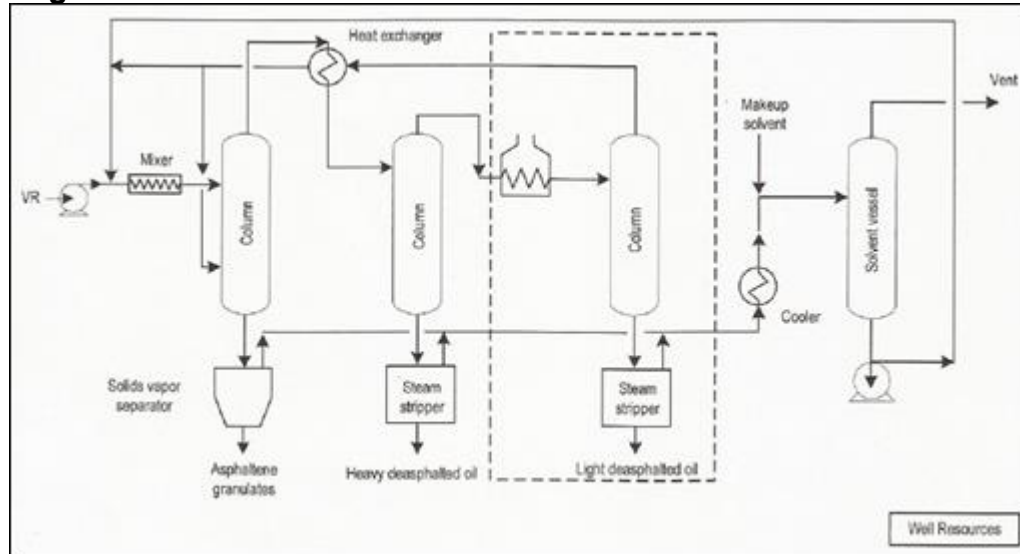 Heat exchanger
Vent
Makeup
solvent
Mixer
VR
Column
Column
Column
Solvent vessel
Cooler
Solids vapor
separator
Steam
stripper
Steam
stripper
Asphaltene
granulates
Heavy deasphalted oil
Light deasphalted oil
Well Resources